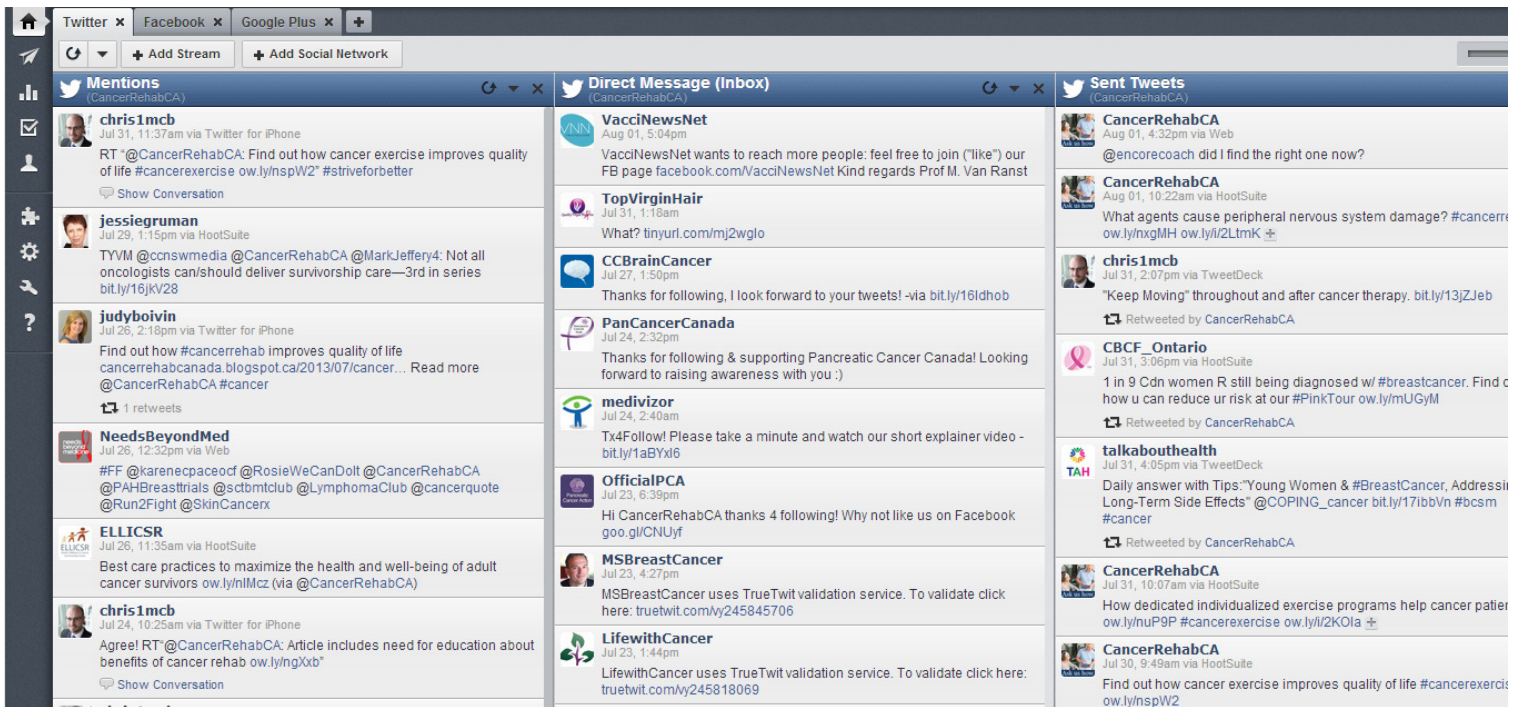 Twitter x Facebook x Google Plus x +
+ Add Stream + Add Social Network
Mentions
(CancerRehabCA)
chris1mcb
Jul 31, 11:37am via Twitter for iPhone
RT “@CancerRehabCA: Find out how cancer exercise improves quality
of life #cancerexercise ow.ly/nspW2” #striveforbetter
Show Conversation
jessiegruman
Jul 29, 1:15pm via HootSuite
TYVM @ccnswmedia @CancerRehabCA @MarkJeffery4: Not all
oncologists can/should deliver survivorship care—3rd in series
bit.ly/16jkV28
judyboivin
Jul 26, 2:18pm via Twitter for iPhone
Find out how #cancerrehab improves quality of life
cancerrehabcanada.blogspot.ca/2013/07/cancer… Read more
@CancerRehabCA #cancer
1 retweets
NeedsBeyondMed
Jul 26, 12:32pm via Web
#FF @karenecpaceocf @RosieWeCanDoIt @CancerRehabCA
@PAHBreasttrials @sctbmtclub @LymphomaClub @cancerquote
@Run2Fight @SkinCancerx
ELLICSR
ELLICSR
Jul 26, 11:35am via HootSuite
Best care practices to maximize the health and well-being of adult
cancer survivors ow.ly/nlMcz (via @CancerRehabCA)
chris1mcb
Jul 24, 10:25am via Twitter for iPhone
Agree! RT“@CancerRehabCA: Article includes need for education about
benefits of cancer rehab ow.ly/ngXxb”
Show Conversation
Direct Message (Inbox)
(CancerRehabCA)
VNN
VacciNewsNet
Aug 01, 5:04pm
VacciNewsNet wants to reach more people: feel free to join ("like") our
FB page facebook.com/VacciNewsNet Kind regards Prof M. Van Ranst
TopVirginHair
Jul 31, 1:18am
What? tinyurl.com/mj2wglo
CCBrainCancer
Jul 27, 1:50pm
Thanks for following, I look forward to your tweets! -via bit.ly/16Idhob
PanCancerCanada
Jul 24, 2:32pm
Thanks for following & supporting Pancreatic Cancer Canada! Looking
forward to raising awareness with you :)
medivizor
Jul 24, 2:40am
Tx4Follow! Please take a minute and watch our short explainer video -
bit.ly/1aBYxI6
OfficialPCA
Jul 23, 6:39pm
Hi CancerRehabCA thanks 4 following! Why not like us on Facebook
goo.gl/CNUyf
MSBreastCancer
Jul 23, 4:27pm
MSBreastCancer uses TrueTwit validation service. To validate click
here: truetwit.com/vy245845706
LifewithCancer
Jul 23, 1:44pm
LifewithCancer uses TrueTwit validation service. To validate click here:
truetwit.com/vy245818069
Sent Tweets
(CancerRehabCA)
CancerRehabCA
Aug 01, 4:32pm via Web
@encorecoach did I find the right one now?
CancerRehabCA
Aug 01, 10:22am via HootSuite
What agents cause peripheral nervous system damage? #cancerre
ow.ly/nxgMH ow.ly/i/2LtmK +
chris1mcb
Jul 31, 2:07pm via TweetDeck
"Keep Moving" throughout and after cancer therapy. bit.ly/13jZJeb
Retweeted by CancerRehabCA
CBCF_Ontario
Jul 31, 3:06pm via HootSuite
1 in 9 Cdn women R still being diagnosed w/ #breastcancer. Find o
how u can reduce ur risk at our #PinkTour ow.ly/mUGyM
Retweeted by CancerRehabCA
TAH
talkabouthealth
Jul 31, 4:05pm via TweetDeck
Daily answer with Tips:"Young Women & #BreastCancer, Addressin
Long-Term Side Effects" @COPING_cancer bit.ly/17ibbVn #bcsm
#cancer
Retweeted by CancerRehabCA
CancerRehabCA
Jul 31, 10:07am via HootSuite
How dedicated individualized exercise programs help cancer patien
ow.ly/nuP9P #cancerexercise ow.ly/i/2KOla +
CancerRehabCA
Jul 30, 9:49am via HootSuite
Find out how cancer exercise improves quality of life #cancerexercis
ow.ly/nspW2